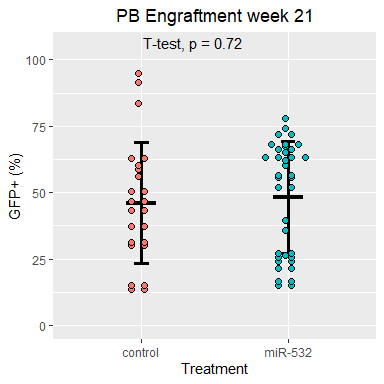 PB Engraftment week 21
T-test, p = 0.72
GFP+ (%)
100
75
50
25
0
control
miR-532
Treatment